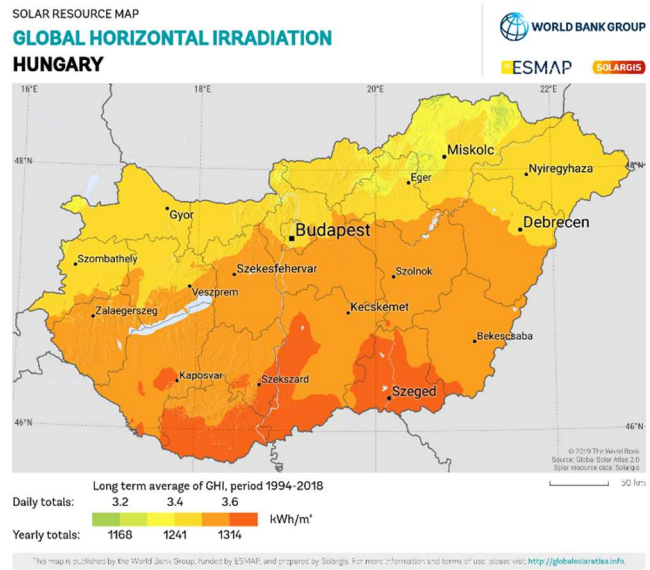 SOLAR RESOURCE MAP
GLOBAL HORIZONTAL IRRADIATION
HUNGARY
WORLD BANK GROUP
ESMAP
SOLARGIS
16°E
18°E
20°E
22°E
48°N
48°N
Miskolc
Nyiregyhaza
Eger
Gyor
Debrecen
Budapest
Szombathely
Szekesfehervar
Szolnok
Veszprem
Zalaegerszeg
Kecskemet
Bekescsaba
Kaposvar
Szekszard
Szeged
46°N
46°N
© 2019 The World Bank
Source: Global Solar Atlas 2.0
Solar resource data: Solargis
50 km
Long term average of GHI, period 1994-2018
Daily totals: 3.2 3.4 3.6
kWh/m²
Yearly totals: 1168 1241 1314
This map is published by the World Bank Group, funded by ESMAP, and prepared by Solargis. For more information and terms of use, please visit http://globalsolaratlas.info.